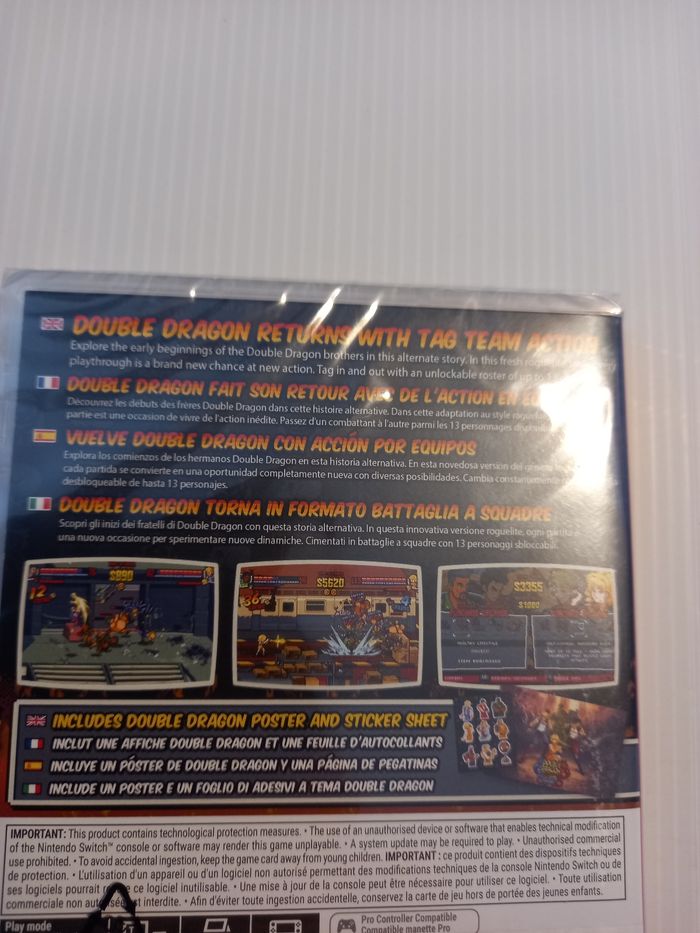 DOUBLE DRAGON RETURNS WITH TAG TEAM ACTION
Explore the early beginnings of the Double Dragon brothers in this alternate story. In this fresh
playthrough is a brand new chance at new action. Tag in and out with an unlockable roster of up to
DOUBLE DRAGON FAIT SON RETOUR AVEC DE L'ACTION EN
Découvrez les débuts des frères Double Dragon dans cette histoire alternative. Dans cette adaptation au style
partie est une occasion de vivre de l'action inédite. Passez d'un combattant à l'autre parmi les 13 personnages
VUELVE DOUBLE DRAGON CON ACCIÓN POR EQUIPOS
Explora los comienzos de los hermanos Double Dragon en esta historia alternativa. En esta novedosa versión del
cada partida se convierte en una oportunidad completamente nueva con diversas posibilidades. Cambia constantemente
desbloqueable de hasta 13 personajes.
DOUBLE DRAGON TORNA IN FORMATO BATTAGLIA A SQUADRE
Scopri gli inizi dei fratelli di Double Dragon con questa storia alternativa. In questa innovativa versione roguelite, ogni partita è
una nuova occasione per sperimentare nuove dinamiche. Cimentati in battaglie a squadre con 13 personaggi sbloccabili.
$890
12
$5620
36
$3355
$1000
INCLUDES DOUBLE DRAGON POSTER AND STICKER SHEET
INCLUT UNE AFFICHE DOUBLE DRAGON ET UNE FEUILLE D'AUTOCOLLANTS
INCLUYE UN PÓSTER DE DOUBLE DRAGON Y UNA PÁGINA DE PEGATINAS
INCLUDE UN POSTER E UN FOGLIO DI ADESIVI A TEMA DOUBLE DRAGON
IMPORTANT: This product contains technological protection measures. • The use of an unauthorised device or software that enables technical modification
of the Nintendo Switch™ console or software may render this game unplayable. • A system update may be required to play. • Unauthorised commercial
use prohibited. • To avoid accidental ingestion, keep the game card away from young children. IMPORTANT : ce produit contient des dispositifs techniques
de protection. • L'utilisation d'un appareil ou d'un logiciel non autorisé permettant des modifications techniques de la console Nintendo Switch ou de
ses logiciels pourrait ce logiciel inutilisable. • Une mise à jour de la console peut être nécessaire pour utiliser ce logiciel. • Toute utilisation
commerciale non autorisée est interdite. • Afin d'éviter toute ingestion accidentelle, conservez la carte de jeu hors de portée des jeunes enfants.
Play mode
Pro Controller Compatible
Compatible manette Pro